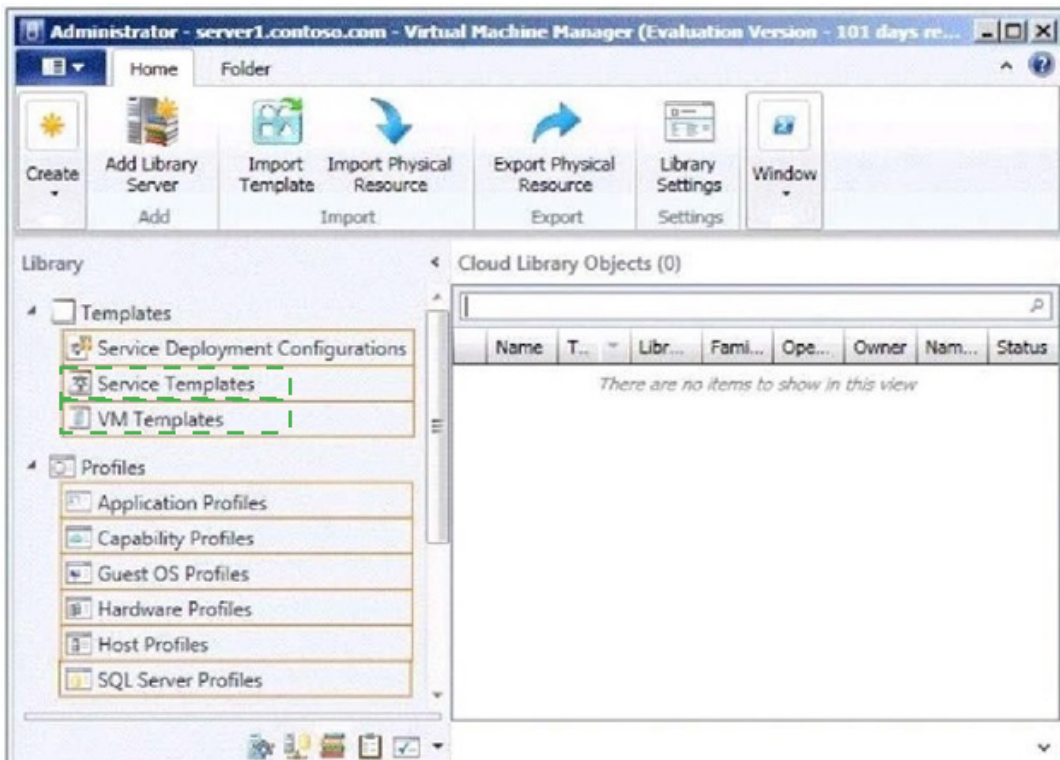 Administrator - server1.contoso.com - Virtual Machine Manager (Evaluation Version - 101 days re...
Home Folder
Create
Add Library Server
Import Template
Import Physical Resource
Export Physical Resource
Library Settings
Window
Add Import Export Settings
Library
Templates
Service Deployment Configurations
Service Templates
VM Templates
Profiles
Application Profiles
Capability Profiles
Guest OS Profiles
Hardware Profiles
Host Profiles
SQL Server Profiles
Cloud Library Objects (0)
Name T... Libr... Fami... Ope... Owner Nam... Status
There are no items to show in this view